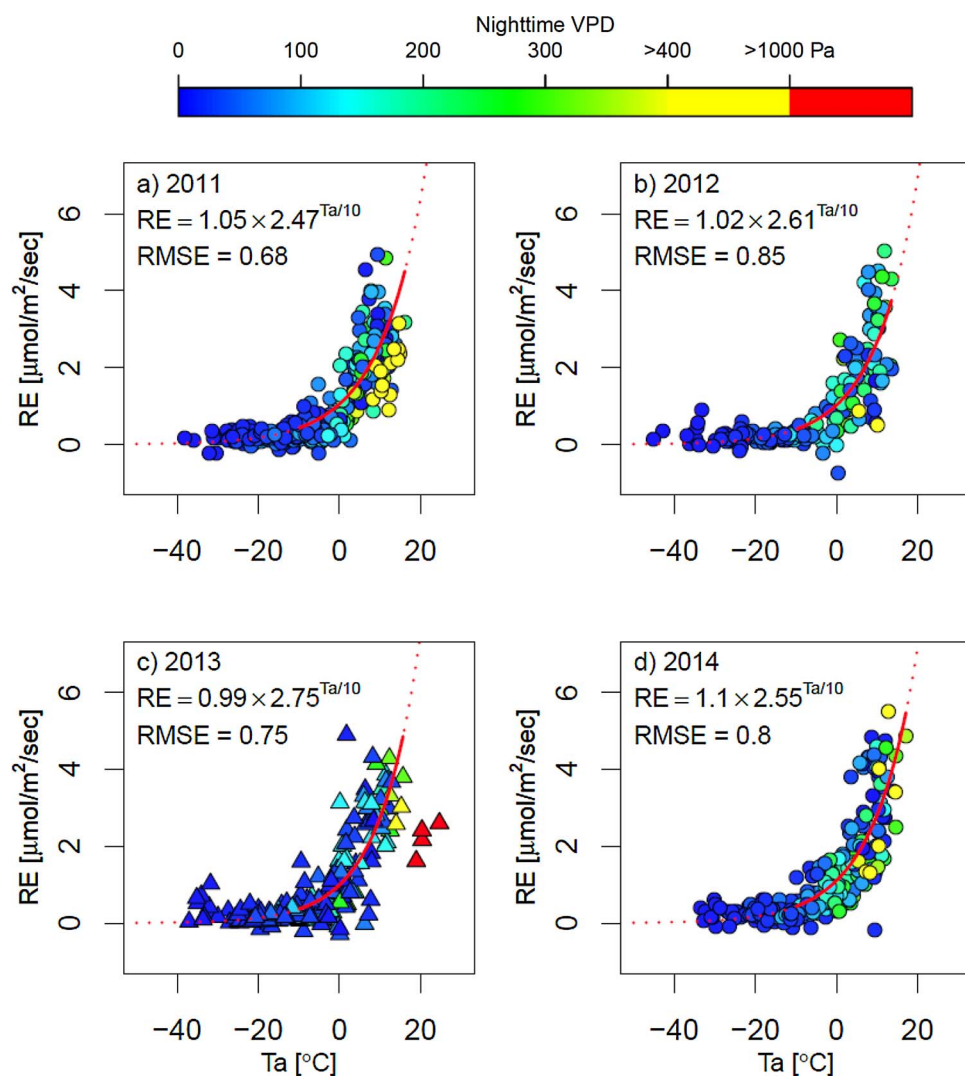 Nighttime VPD
0 100 200 300 >400 >1000 Pa
a) 2011
RE = 1.05 × 2.47^Ta/10
RMSE = 0.68
RE [µmol/m²/sec]
0 2 4 6
−40 −20 0 20
b) 2012
RE = 1.02 × 2.61^Ta/10
RMSE = 0.85
RE [µmol/m²/sec]
0 2 4 6
−40 −20 0 20
c) 2013
RE = 0.99 × 2.75^Ta/10
RMSE = 0.75
RE [µmol/m²/sec]
0 2 4 6
−40 −20 0 20
Ta [°C]
d) 2014
RE = 1.1 × 2.55^Ta/10
RMSE = 0.8
RE [µmol/m²/sec]
0 2 4 6
−40 −20 0 20
Ta [°C]